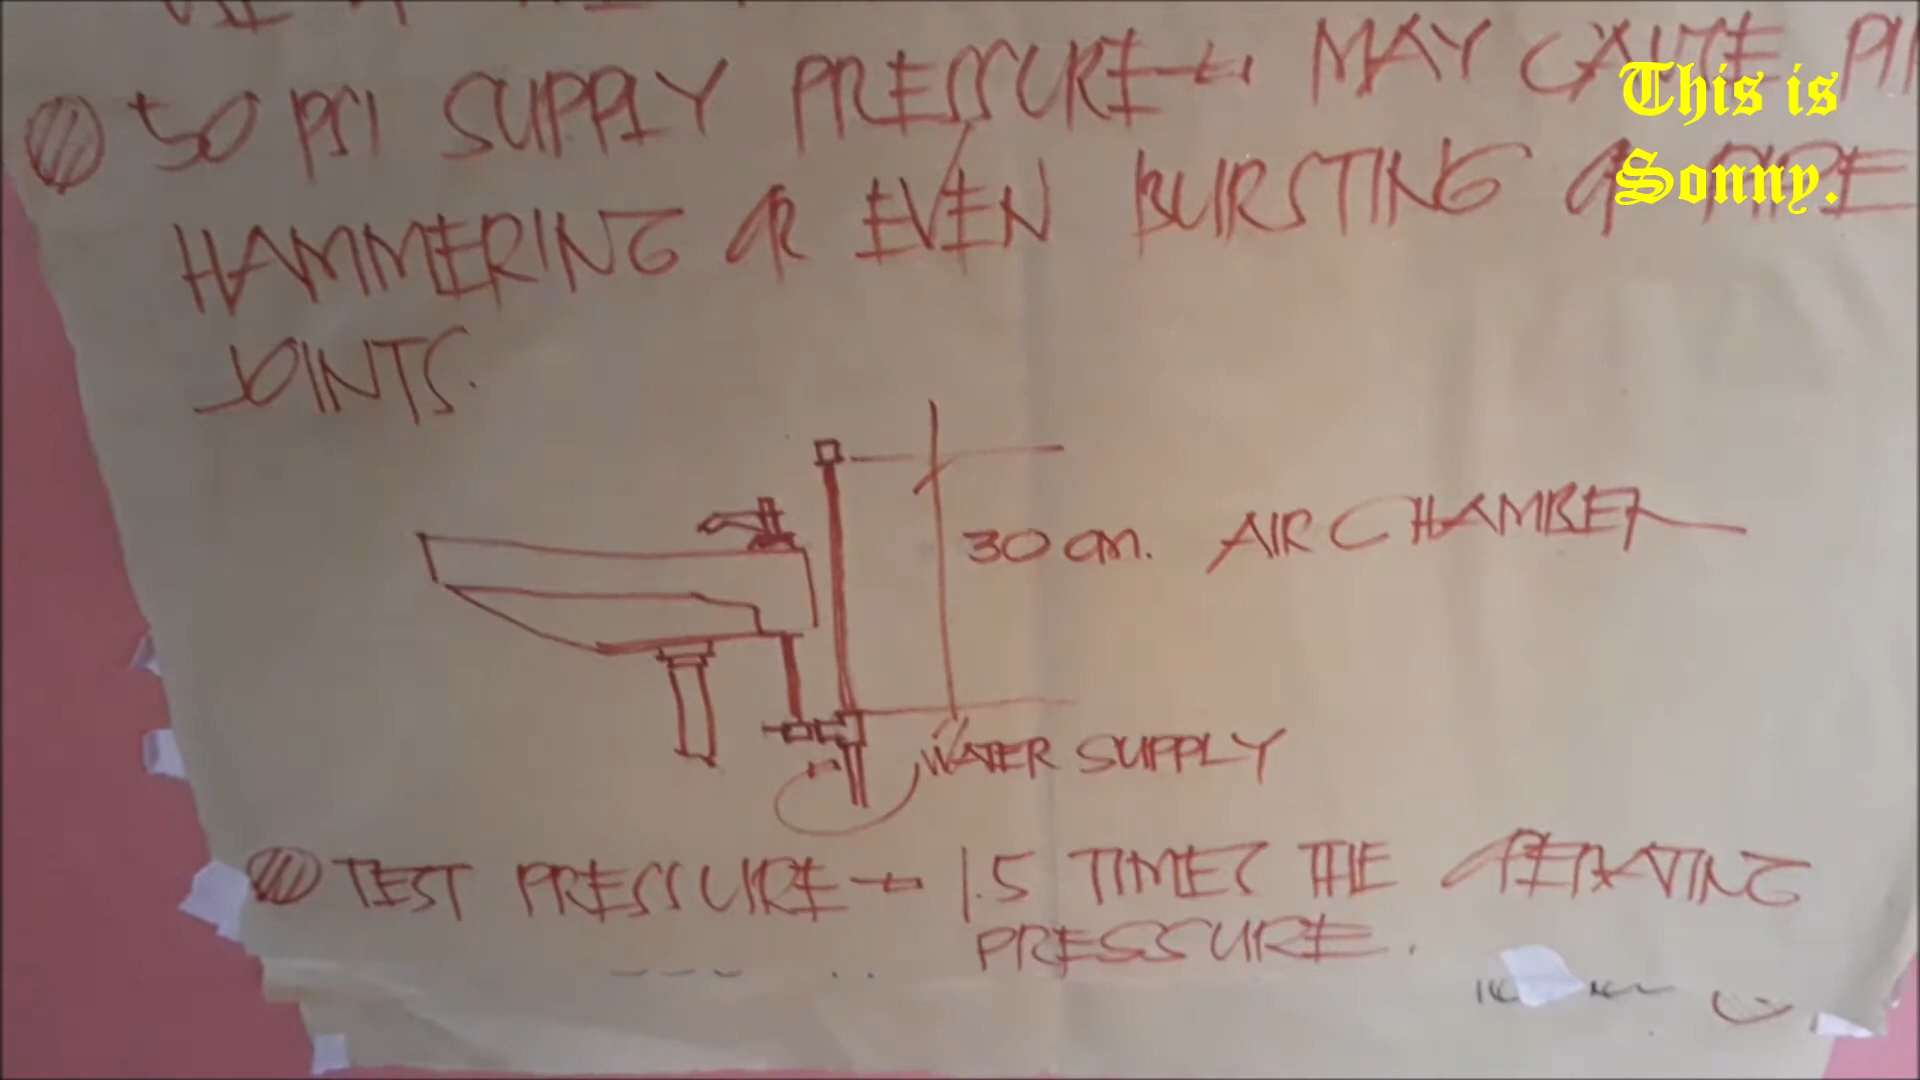 50 PSI SUPPLY PRESSURE → MAY CAUSE PI
HAMMERING OR EVEN BURSTING OF PIPE
JOINTS.
This is
Sonny.
30 cm. AIR CHAMBER
WATER SUPPLY
TEST PRESSURE → 1.5 TIMES THE OPERATING
PRESSURE.